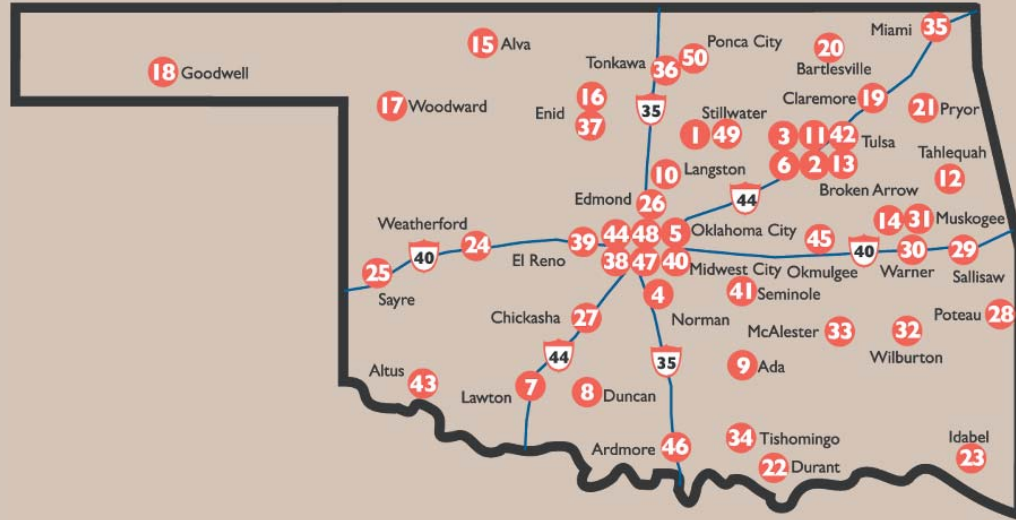 35 Miami
15 Alva
Ponca City
50
20 Bartlesville
18 Goodwell
Tonkawa 36
17 Woodward
16
Enid
37
35
Claremore 19
21 Pryor
Stillwater
1 49
3 11 42 Tulsa
6 2 13
Broken Arrow
Tahlequah
12
10 Langston
44
Edmond
26
Weatherford
24
40
39
El Reno
44 48 5 Oklahoma City
38 47 40 Midwest City
45
Okmulgee
40
14 31 Muskogee
30
Warner
29
Sallisaw
25
Sayre
4
Norman
41
Seminole
Poteau 28
Chickasha 27
McAlester 33
32
Wilburton
44
35
9 Ada
Altus
43
Lawton 7
8 Duncan
Ardmore 46
34 Tishomingo
22 Durant
Idabel
23